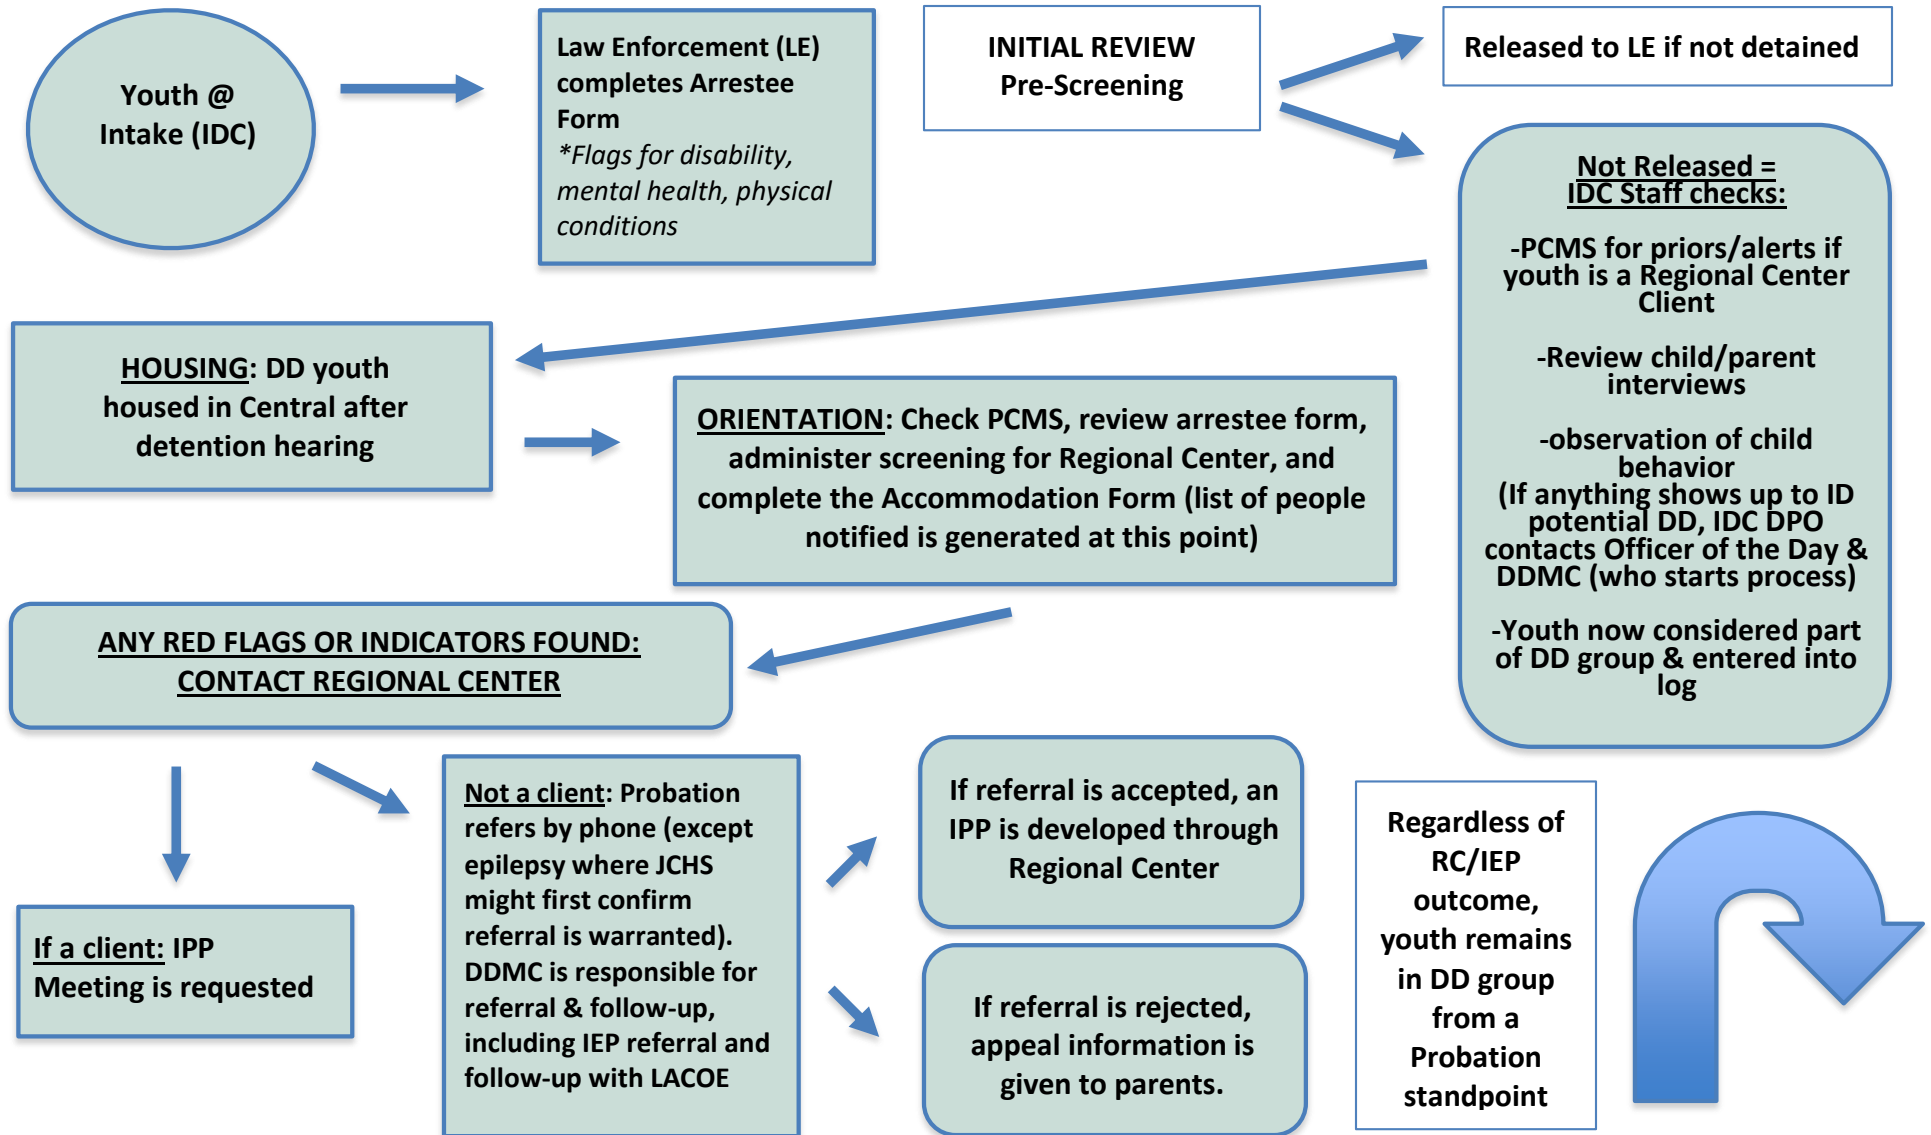 Youth @
Intake (IDC)
Law Enforcement (LE)
completes Arrestee
Form
*Flags for disability,
mental health, physical
conditions
INITIAL REVIEW
Pre-Screening
Released to LE if not detained
Not Released =
IDC Staff checks:
-PCMS for priors/alerts if
youth is a Regional Center
Client
-Review child/parent
interviews
-observation of child
behavior
(If anything shows up to ID
potential DD, IDC DPO
contacts Officer of the Day &
DDMC (who starts process)
-Youth now considered part
of DD group & entered into
log
HOUSING: DD youth
housed in Central after
detention hearing
ORIENTATION: Check PCMS, review arrestee form,
administer screening for Regional Center, and
complete the Accommodation Form (list of people
notified is generated at this point)
ANY RED FLAGS OR INDICATORS FOUND:
CONTACT REGIONAL CENTER
If a client: IPP
Meeting is requested
Not a client: Probation
refers by phone (except
epilepsy where JCHS
might first confirm
referral is warranted).
DDMC is responsible for
referral & follow-up,
including IEP referral and
follow-up with LACOE
If referral is accepted, an
IPP is developed through
Regional Center
If referral is rejected,
appeal information is
given to parents.
Regardless of
RC/IEP
outcome,
youth remains
in DD group
from a
Probation
standpoint